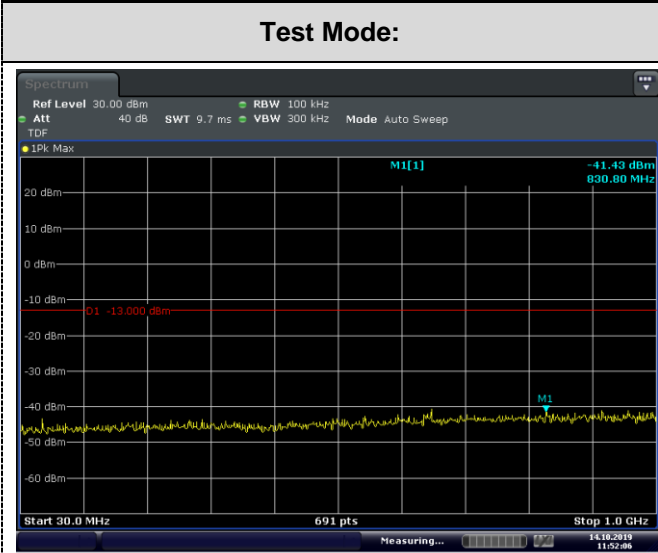 Test Mode:
Spectrum
Ref Level 30.00 dBm RBW 100 kHz
Att 40 dB SWT 9.7 ms VBW 300 kHz Mode Auto Sweep
TDF
1Pk Max
M1[1] -41.43 dBm
830.80 MHz
20 dBm
10 dBm
0 dBm
-10 dBm
D1 -13.000 dBm
-20 dBm
-30 dBm
-40 dBm
M1
-50 dBm
-60 dBm
Start 30.0 MHz 691 pts Stop 1.0 GHz
Measuring... 14.10.2019
11:52:06